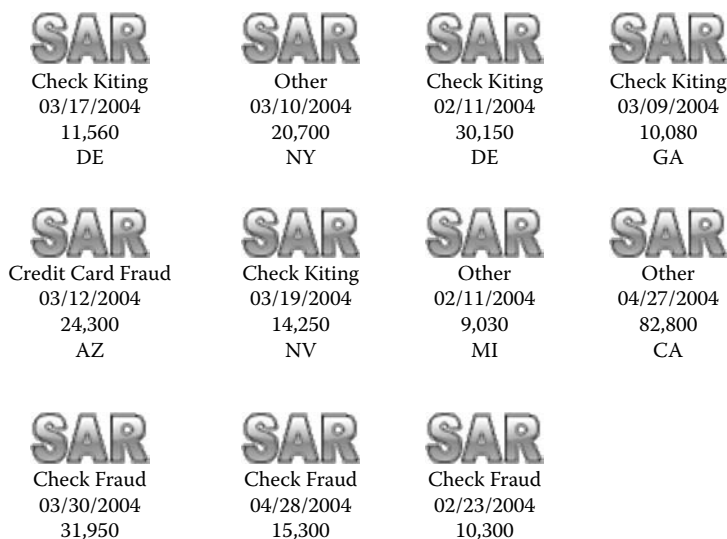 SAR SAR SAR SAR
Check Kiting Other Check Kiting Check Kiting
03/17/2004 03/10/2004 02/11/2004 03/09/2004
11,560 20,700 30,150 10,080
DE NY DE GA
SAR SAR SAR SAR
Credit Card Fraud Check Kiting Other Other
03/12/2004 03/19/2004 02/11/2004 04/27/2004
24,300 14,250 9,030 82,800
AZ NV MI CA
SAR SAR SAR
Check Fraud Check Fraud Check Fraud
03/30/2004 04/28/2004 02/23/2004
31,950 15,300 10,300